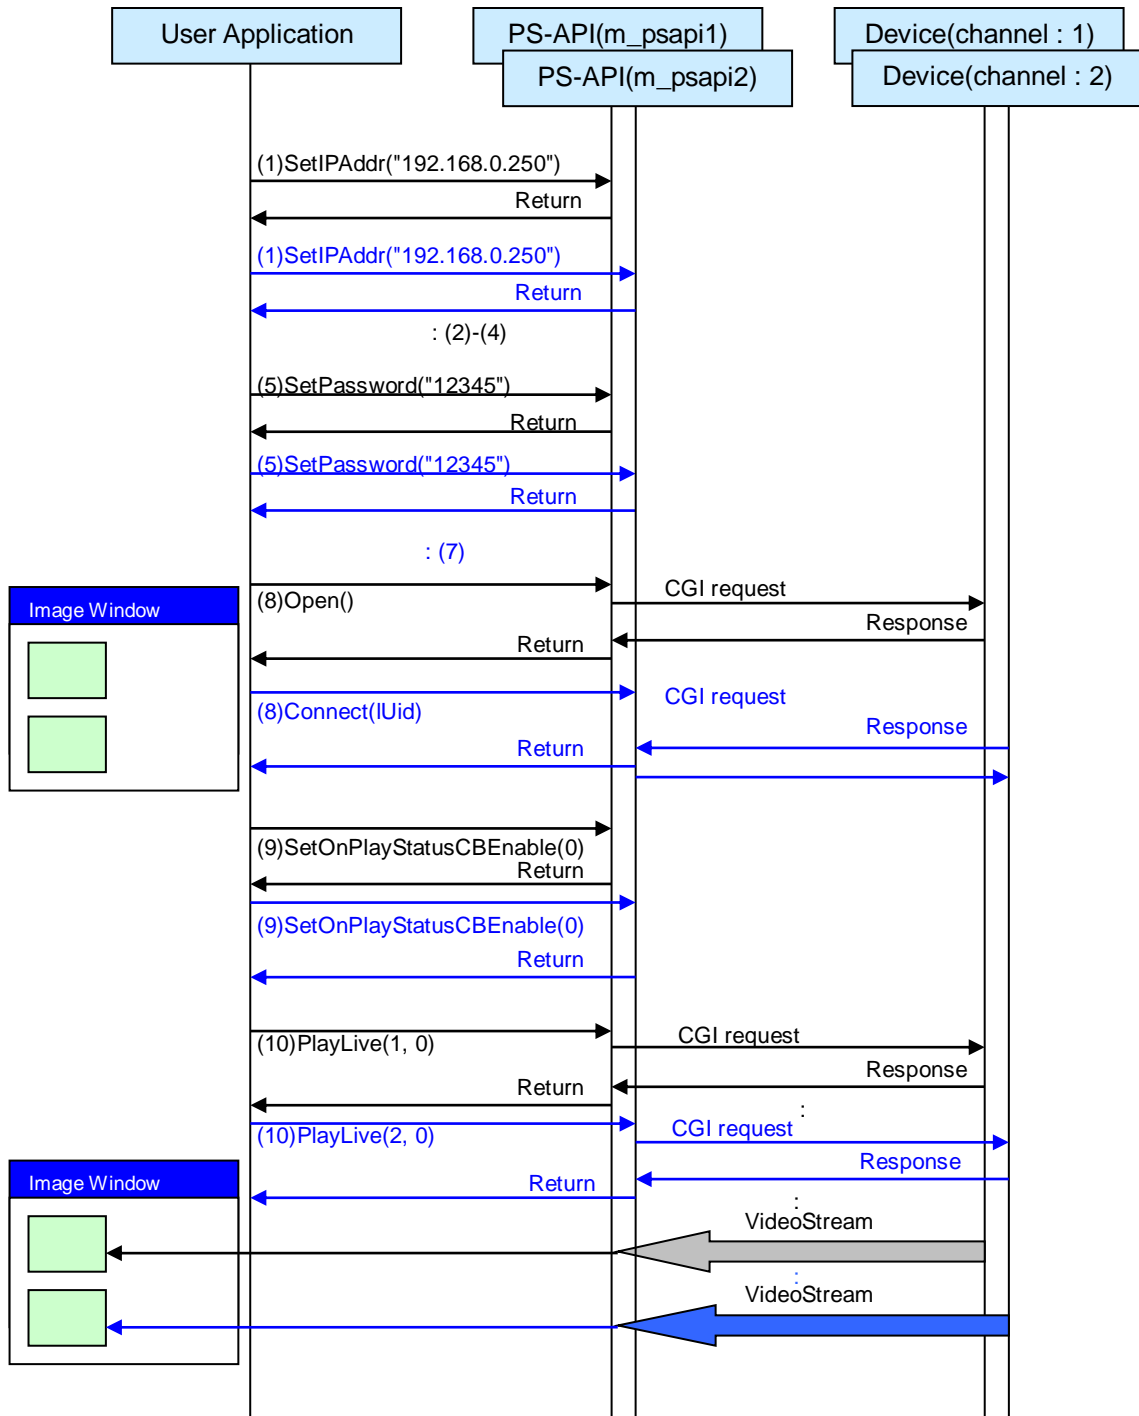 User Application
PS-API(m_psapi1)
Device(channel : 1)
PS-API(m_psapi2)
Device(channel : 2)
(1)SetIPAddr("192.168.0.250")
Return
(1)SetIPAddr("192.168.0.250")
Return
: (2)-(4)
(5)SetPassword("12345")
Return
(5)SetPassword("12345")
Return
: (7)
(8)Open()
CGI request
Image Window
Response
Return
(8)Connect(lUid)
CGI request
Response
Return
(9)SetOnPlayStatusCBEnable(0)
Return
(9)SetOnPlayStatusCBEnable(0)
Return
(10)PlayLive(1, 0)
CGI request
Response
Return
:
(10)PlayLive(2, 0)
CGI request
Response
Image Window
Return
:
VideoStream
:
VideoStream